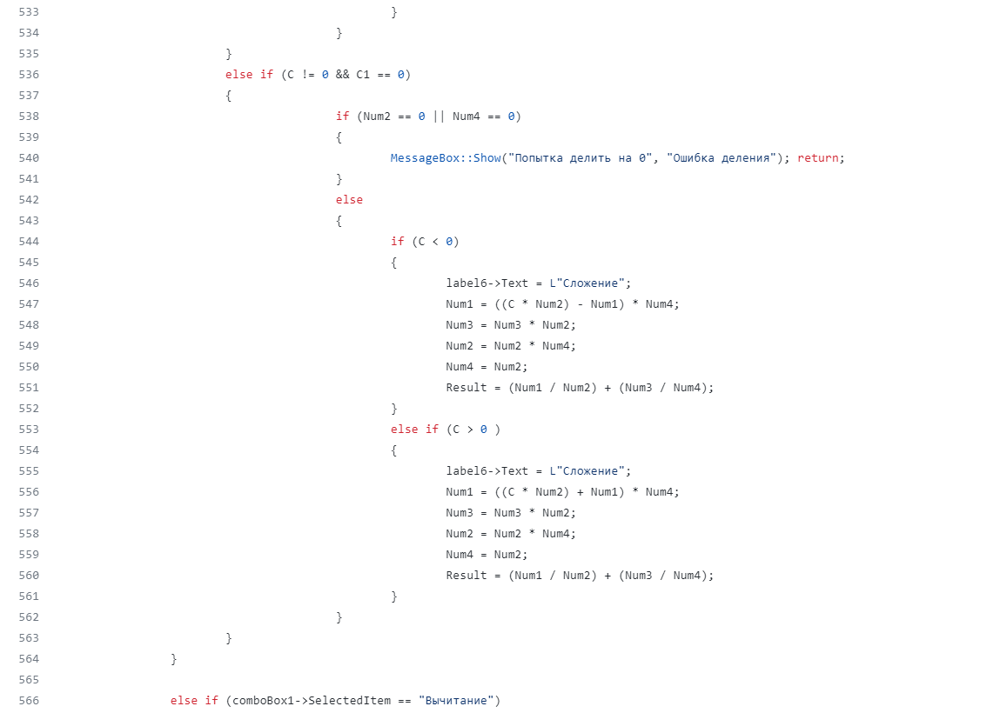 533 }
534 }
535 }
536 else if (C != 0 && C1 == 0)
537 {
538 if (Num2 == 0 || Num4 == 0)
539 {
540 MessageBox::Show("Попытка делить на 0", "Ошибка деления"); return;
541 }
542 else
543 {
544 if (C < 0)
545 {
546 label6->Text = L"Сложение";
547 Num1 = ((C * Num2) - Num1) * Num4;
548 Num3 = Num3 * Num2;
549 Num2 = Num2 * Num4;
550 Num4 = Num2;
551 Result = (Num1 / Num2) + (Num3 / Num4);
552 }
553 else if (C > 0 )
554 {
555 label6->Text = L"Сложение";
556 Num1 = ((C * Num2) + Num1) * Num4;
557 Num3 = Num3 * Num2;
558 Num2 = Num2 * Num4;
559 Num4 = Num2;
560 Result = (Num1 / Num2) + (Num3 / Num4);
561 }
562 }
563 }
564 }
565
566 else if (comboBox1->SelectedItem == "Вычитание")